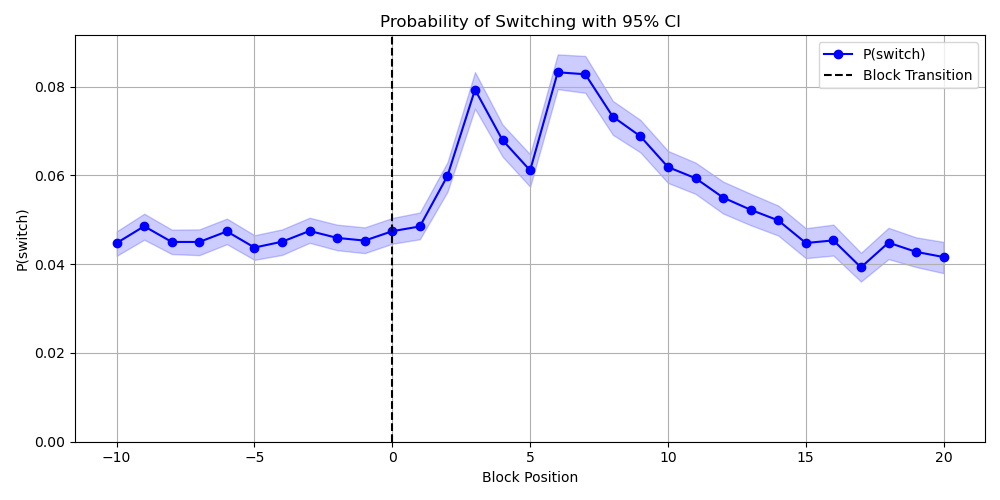 Probability of Switching with 95% CI
P(switch)
Block Transition
P(switch)
0.08
0.06
0.04
0.02
0.00
−10
−5
0
5
10
15
20
Block Position